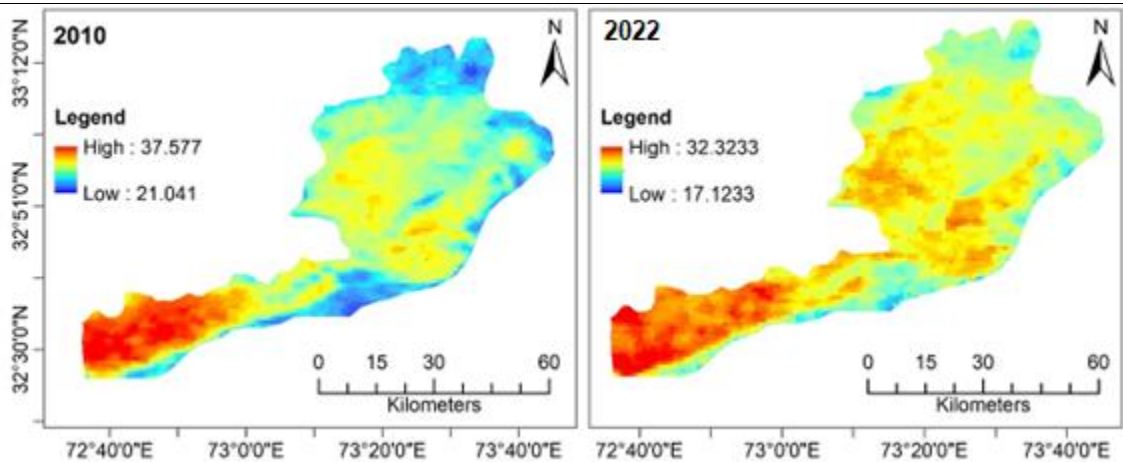 2010
N
Legend
High : 37.577
Low : 21.041
33°12'0"N
32°51'0"N
32°30'0"N
0 15 30 60
Kilometers
72°40'0"E 73°0'0"E 73°20'0"E 73°40'0"E
2022
N
Legend
High : 32.3233
Low : 17.1233
0 15 30 60
Kilometers
72°40'0"E 73°0'0"E 73°20'0"E 73°40'0"E